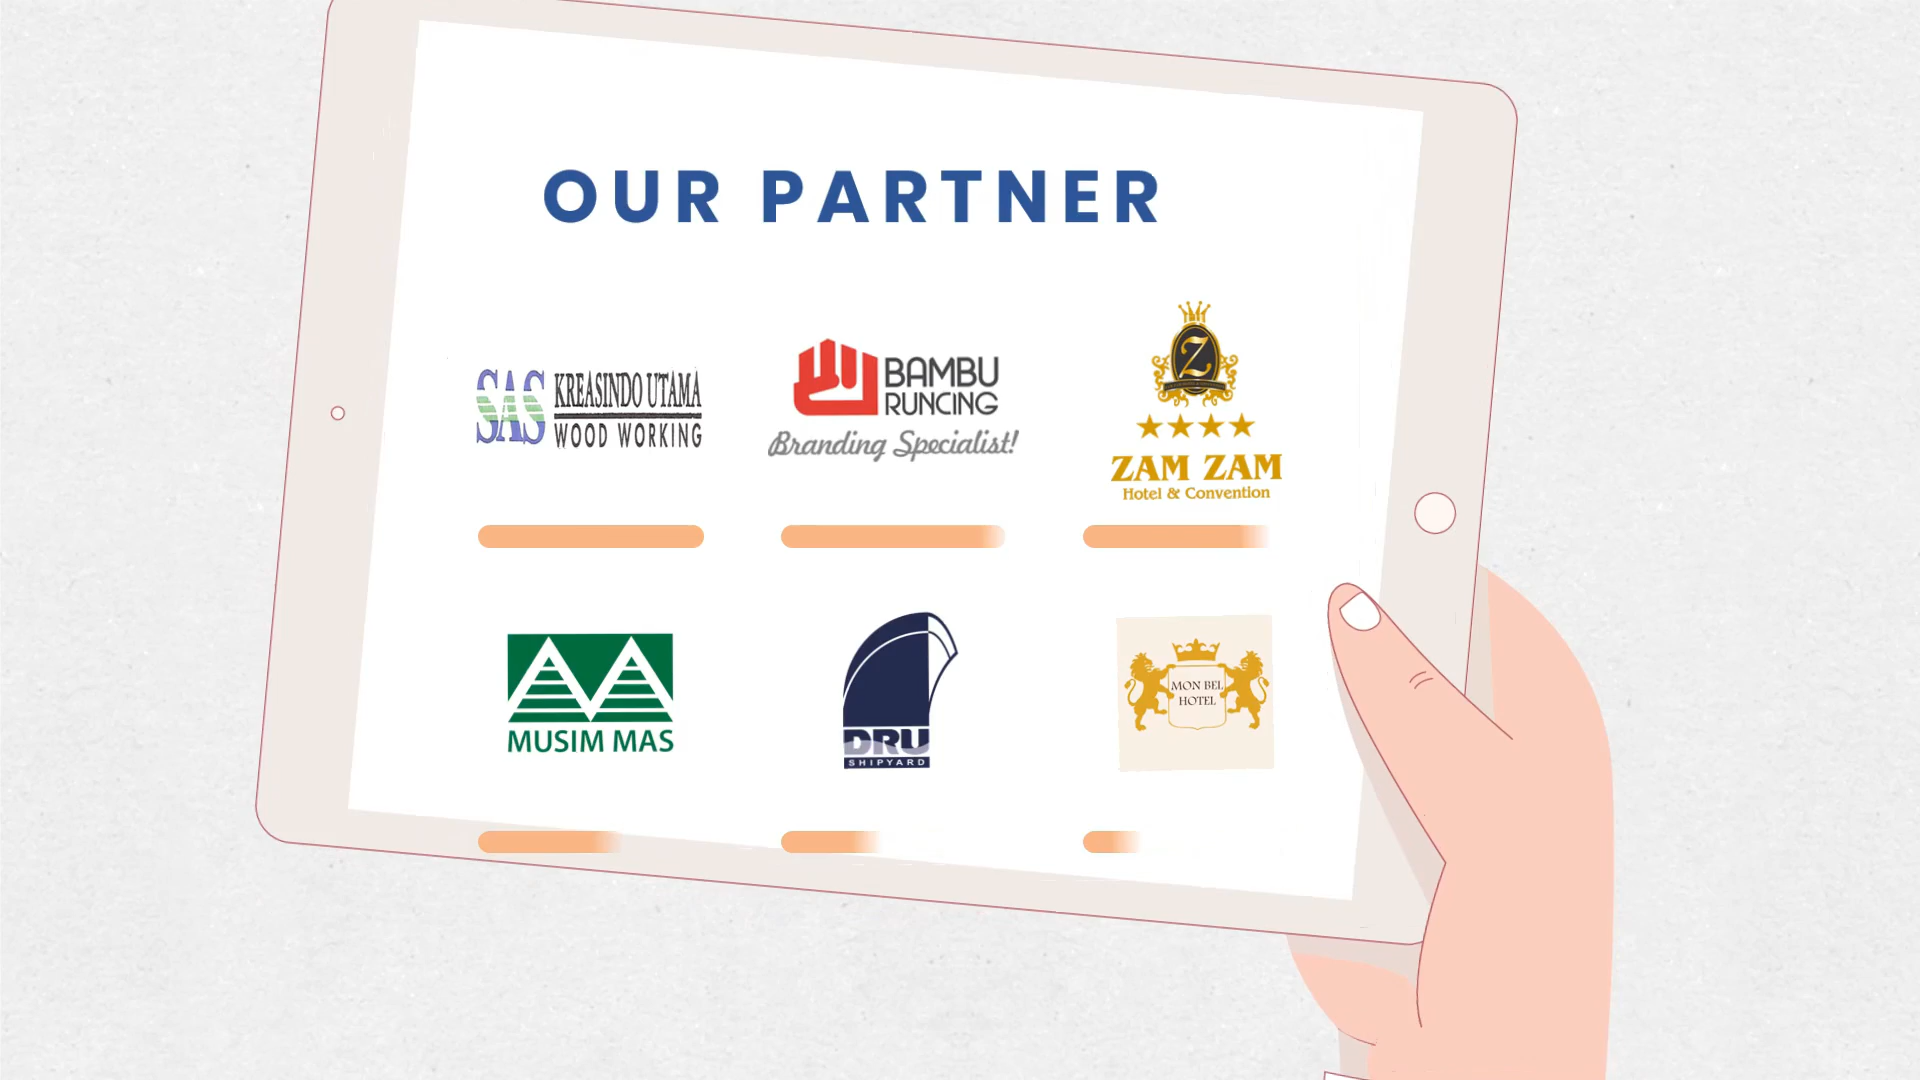 OUR PARTNER
SAS KREASINDO UTAMA
WOOD WORKING
BAMBU
RUNCING
Branding Specialist!
Z
ZAM ZAM
Hotel & Convention
MUSIM MAS
DRU
SHIPYARD
MON BEL
HOTEL